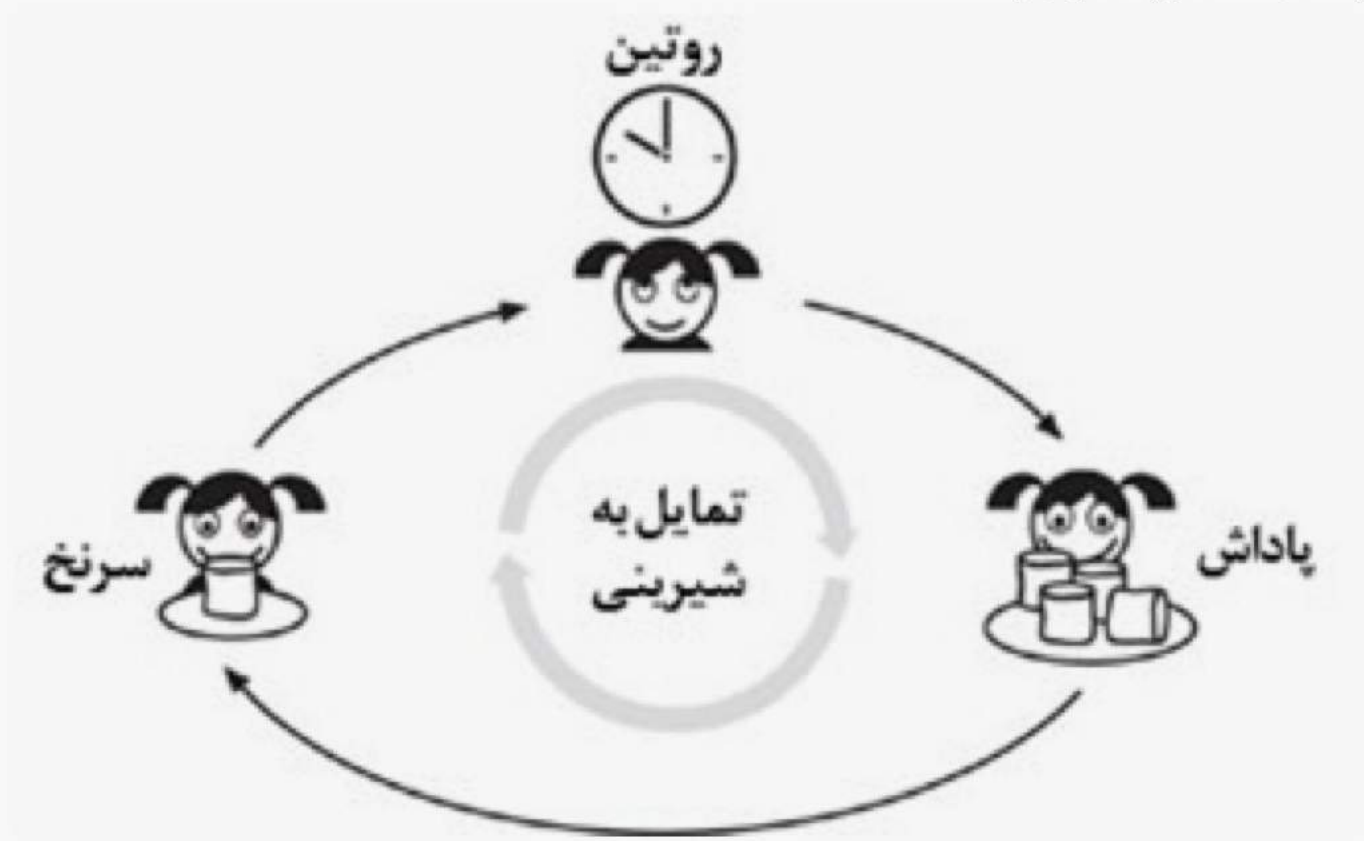 روتین
تمایل به
شیرینی
پاداش
سرنخ